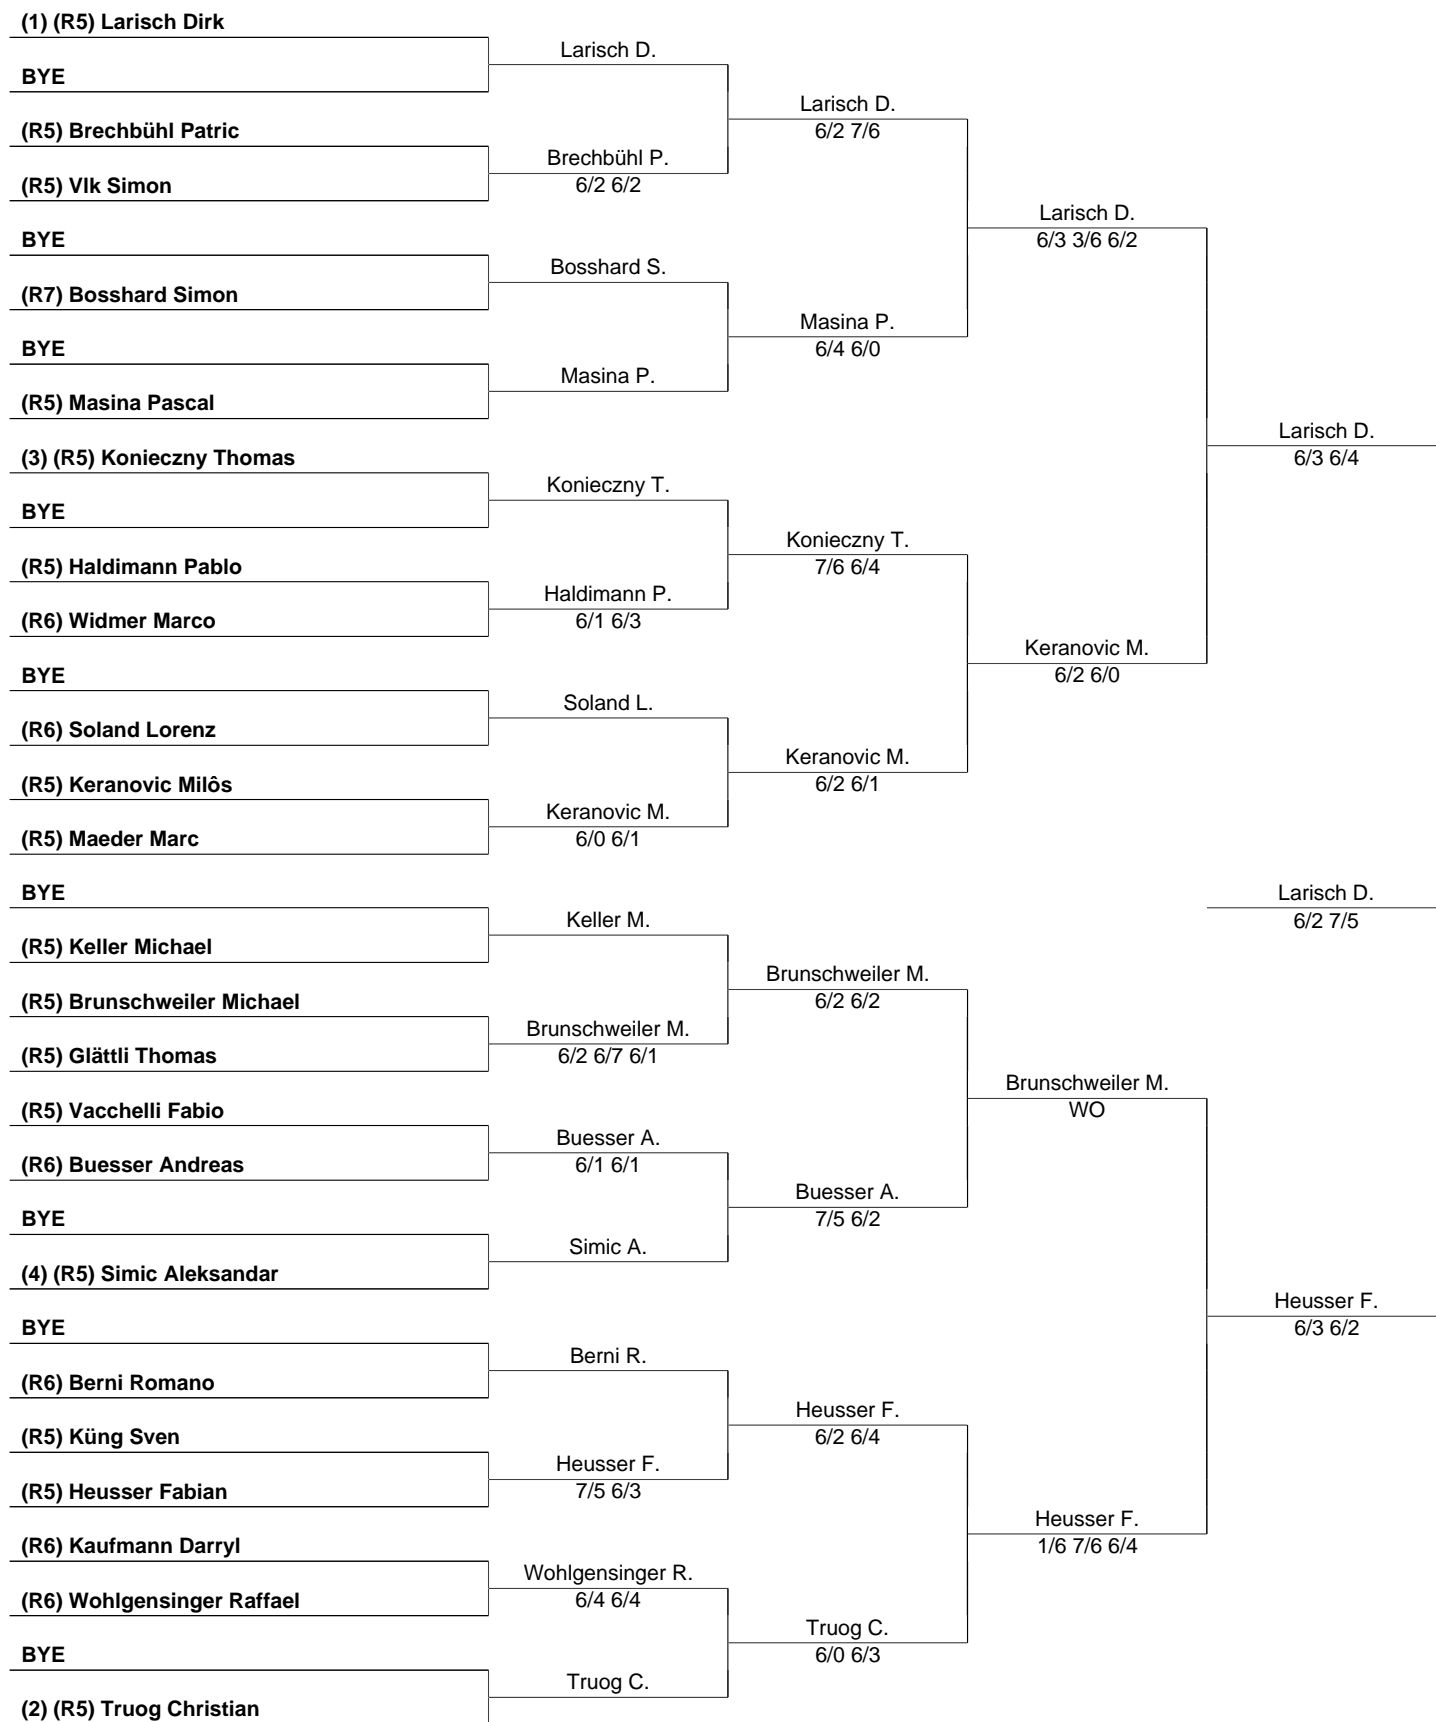 (1) (R5) Larisch Dirk
BYE
(R5) Brechbühl Patric
(R5) Vlk Simon
BYE
(R7) Bosshard Simon
BYE
(R5) Masina Pascal
(3) (R5) Konieczny Thomas
BYE
(R5) Haldimann Pablo
(R6) Widmer Marco
BYE
(R6) Soland Lorenz
(R5) Keranovic Milôs
(R5) Maeder Marc
BYE
(R5) Keller Michael
(R5) Brunschweiler Michael
(R5) Glättli Thomas
(R5) Vacchelli Fabio
(R6) Buesser Andreas
BYE
(4) (R5) Simic Aleksandar
BYE
(R6) Berni Romano
(R5) Küng Sven
(R5) Heusser Fabian
(R6) Kaufmann Darryl
(R6) Wohlgensinger Raffael
BYE
(2) (R5) Truog Christian
Larisch D.
Brechbühl P.
6/2 6/2
Bosshard S.
Masina P.
Konieczny T.
Haldimann P.
6/1 6/3
Soland L.
Keranovic M.
6/0 6/1
Keller M.
Brunschweiler M.
6/2 6/7 6/1
Buesser A.
6/1 6/1
Simic A.
Berni R.
Heusser F.
7/5 6/3
Wohlgensinger R.
6/4 6/4
Truog C.
Larisch D.
6/2 7/6
Masina P.
6/4 6/0
Konieczny T.
7/6 6/4
Keranovic M.
6/2 6/1
Brunschweiler M.
6/2 6/2
Buesser A.
7/5 6/2
Heusser F.
6/2 6/4
Truog C.
6/0 6/3
Larisch D.
6/3 3/6 6/2
Keranovic M.
6/2 6/0
Brunschweiler M.
WO
Heusser F.
1/6 7/6 6/4
Larisch D.
6/3 6/4
Larisch D.
6/2 7/5
Heusser F.
6/3 6/2